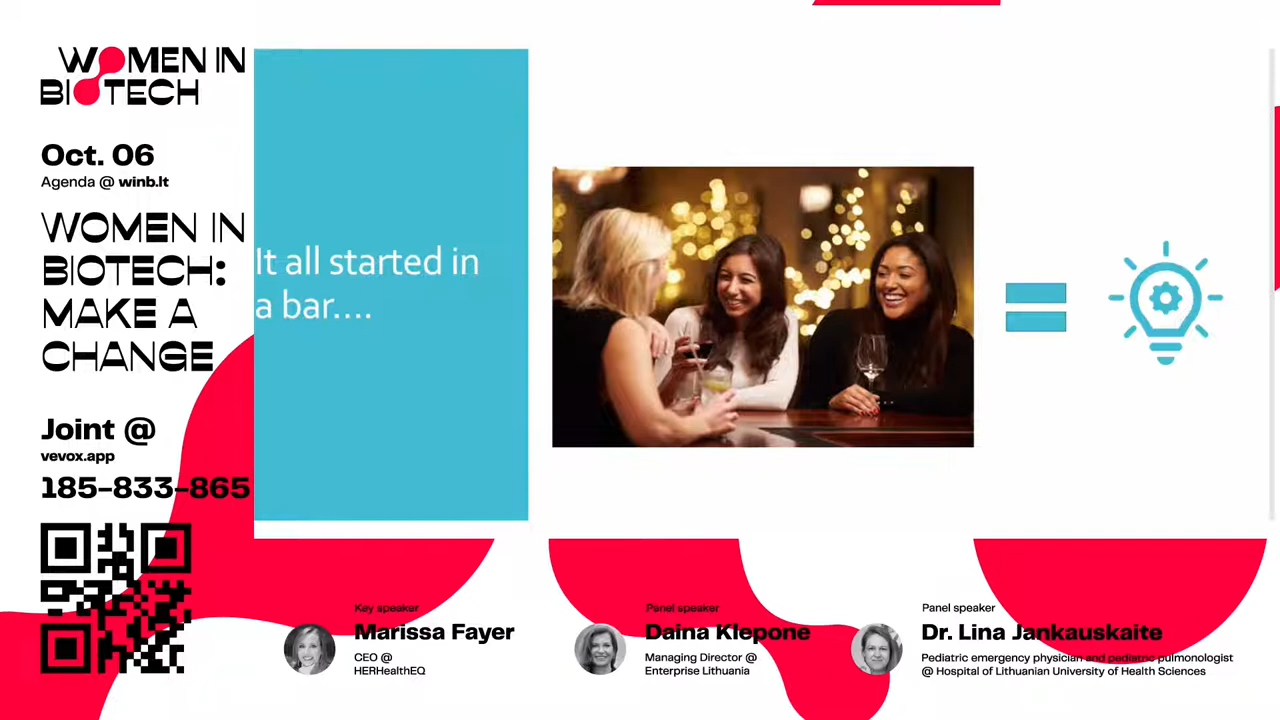 WOMEN IN
BIOTECH
Oct. 06
Agenda @ winb.lt
WOMEN IN
BIOTECH:
MAKE A
CHANGE
Joint @
vevox.app
185-833-865
It all started in
a bar....
Key speaker
Marissa Fayer
CEO @
HERHealthEQ
Panel speaker
Daina Klepone
Managing Director @
Enterprise Lithuania
Panel speaker
Dr. Lina Jankauskaite
Pediatric emergency physician and pediatric pulmonologist
@ Hospital of Lithuanian University of Health Sciences